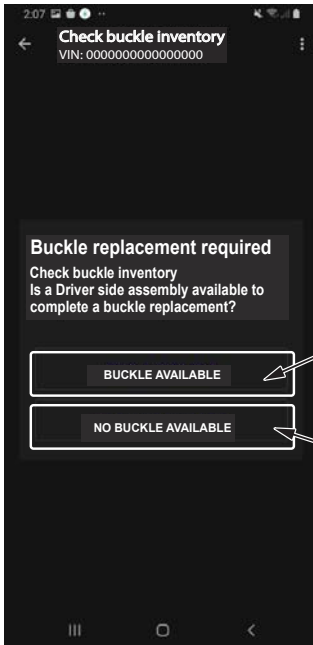 2:07
Check buckle inventory
VIN: 0000000000000000
Buckle replacement required
Check buckle inventory
Is a Driver side assembly available to
complete a buckle replacement?
BUCKLE AVAILABLE
NO BUCKLE AVAILABLE